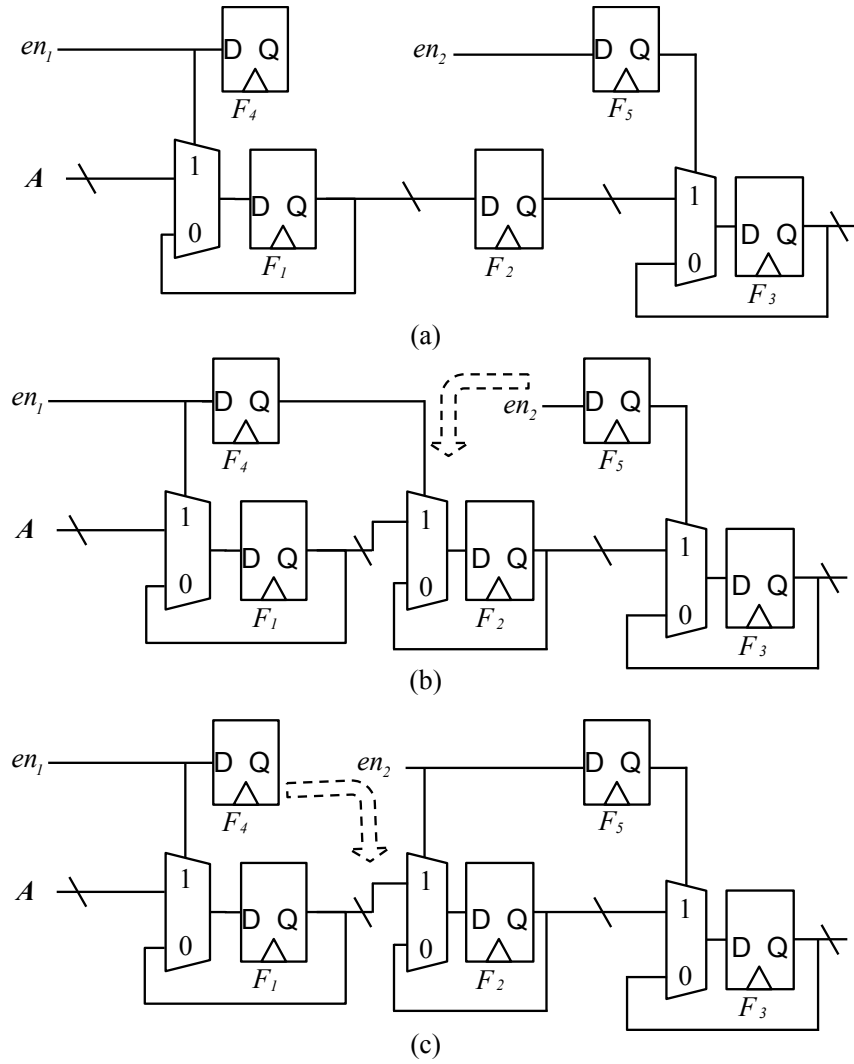 en₁ D Q en₂ D Q
F₄ F₅
A 1 0 D Q D Q 1 0 D Q
F₁ F₂ F₃
(a)
en₁ D Q en₂ D Q
F₄ F₅
A 1 0 D Q 1 0 D Q 1 0 D Q
F₁ F₂ F₃
(b)
en₁ D Q en₂ D Q
F₄ F₅
A 1 0 D Q 1 0 D Q 1 0 D Q
F₁ F₂ F₃
(c)